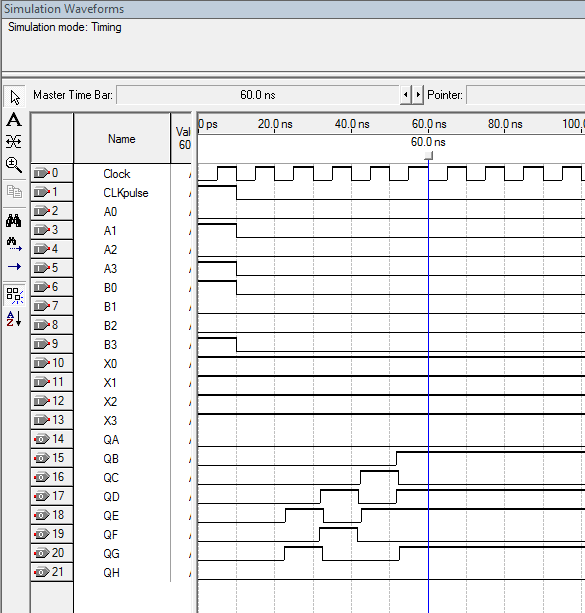 Simulation Waveforms
Simulation mode: Timing
Master Time Bar: 60.0 ns Pointer:
Name Val 60
0 ps 20.0 ns 40.0 ns 60.0 ns 80.0 ns 100.
60.0 ns
0 Clock
1 CLKpulse
2 A0
3 A1
4 A2
5 A3
6 B0
7 B1
8 B2
9 B3
10 X0
11 X1
12 X2
13 X3
14 QA
15 QB
16 QC
17 QD
18 QE
19 QF
20 QG
21 QH